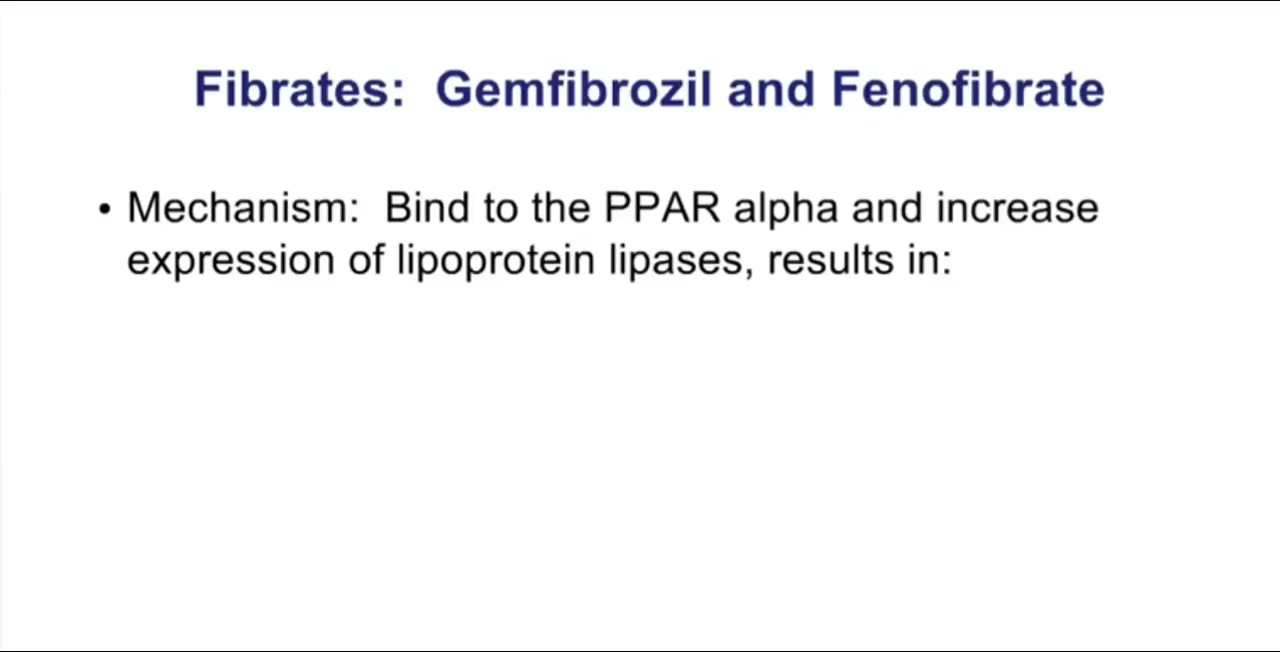 Fibrates: Gemfibrozil and Fenofibrate
• Mechanism: Bind to the PPAR alpha and increase
expression of lipoprotein lipases, results in: